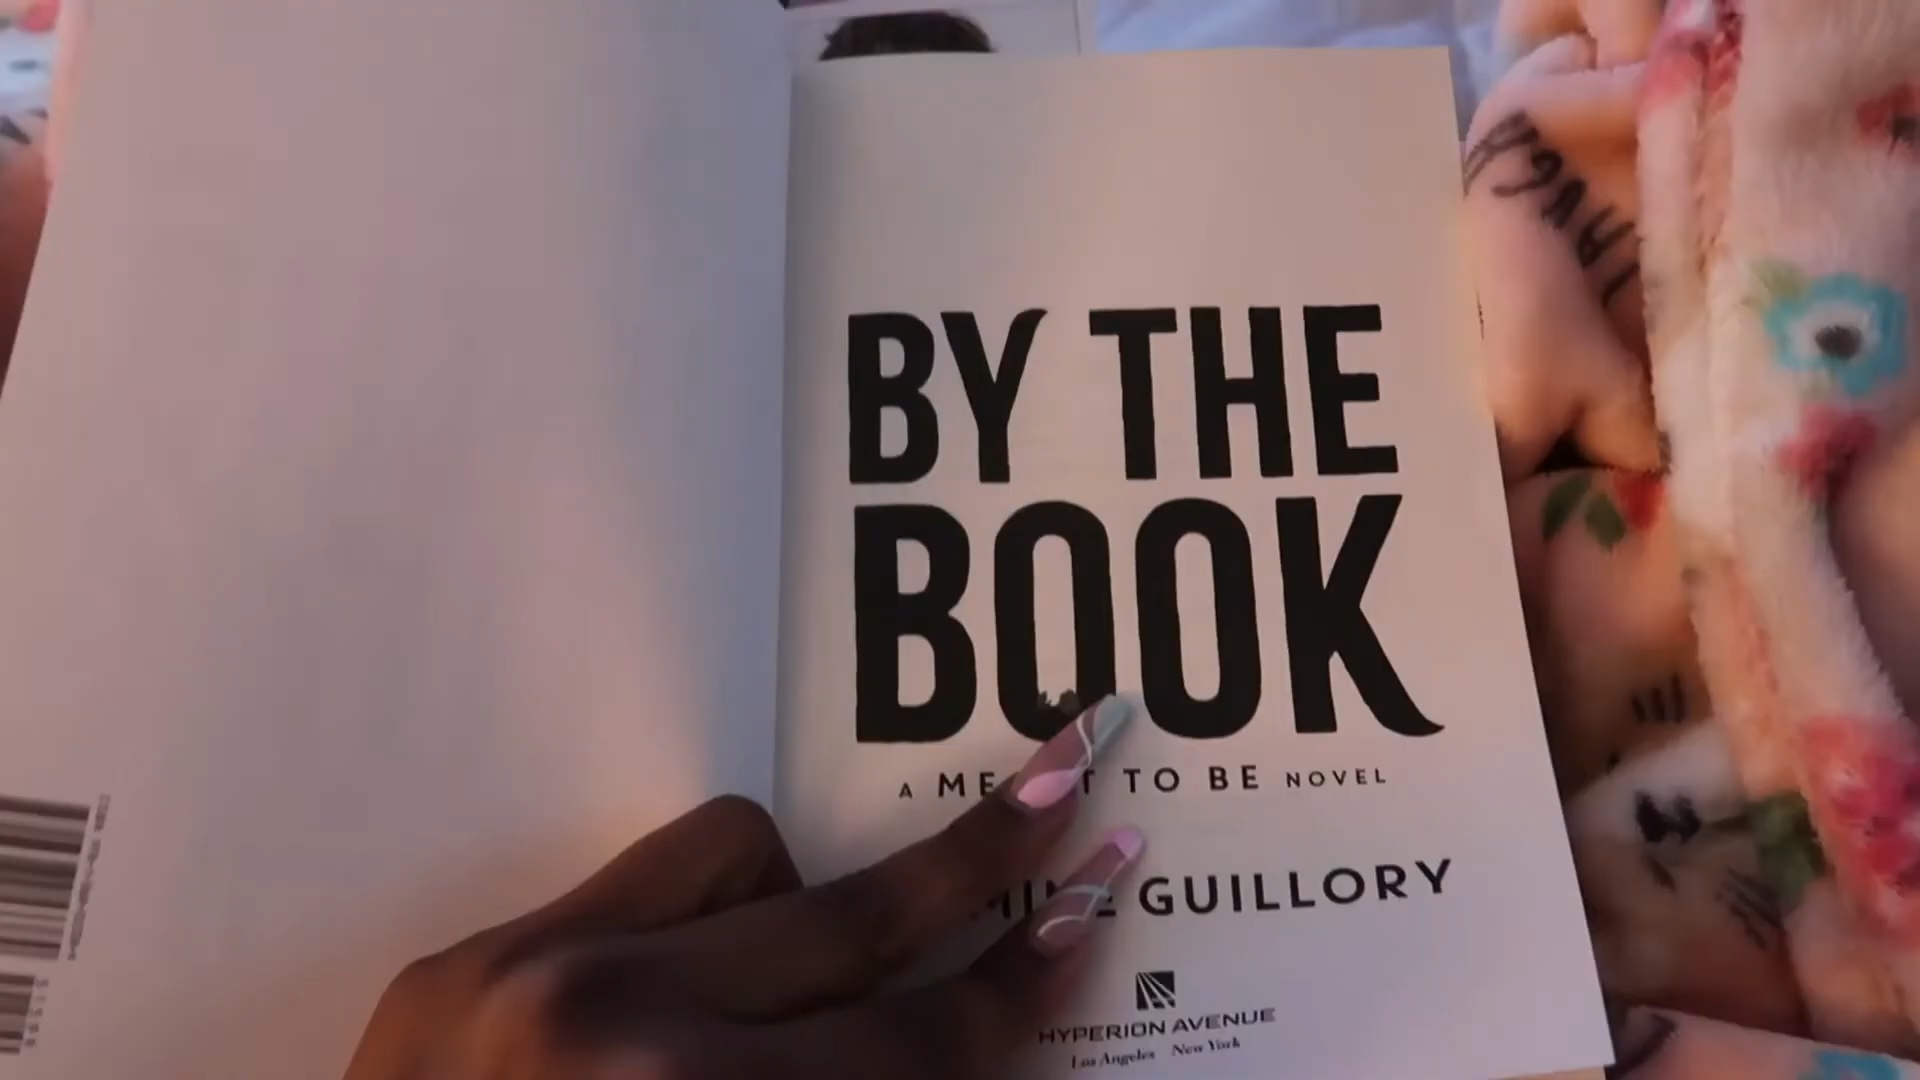 BY THE
BOOK
A MEANT TO BE NOVEL
GUILLORY
HYPERION AVENUE
Los Angeles New York